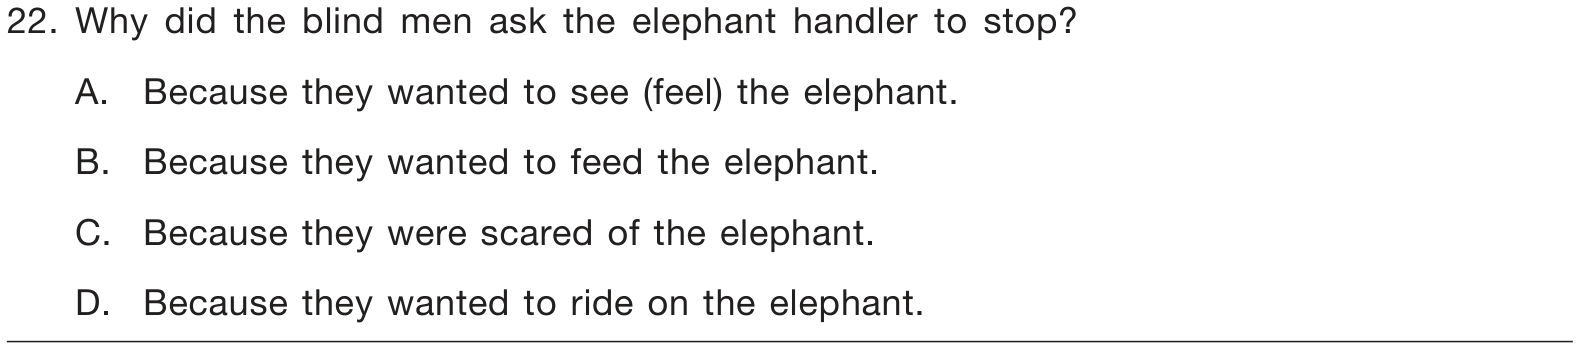 22. Why did the blind men ask the elephant handler to stop?
A. Because they wanted to see (feel) the elephant.
B. Because they wanted to feed the elephant.
C. Because they were scared of the elephant.
D. Because they wanted to ride on the elephant.